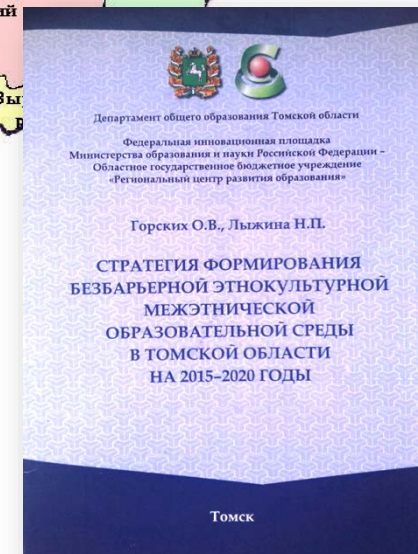 ий
Департамент общего образования Томской области
Федеральная инновационная площадка
Министерства образования и науки Российской Федерации –
Областное государственное бюджетное учреждение
«Региональный центр развития образования»
Горских О.В., Лыжина Н.П.
СТРАТЕГИЯ ФОРМИРОВАНИЯ
БЕЗБАРЬЕРНОЙ ЭТНОКУЛЬТУРНОЙ
МЕЖЭТНИЧЕСКОЙ
ОБРАЗОВАТЕЛЬНОЙ СРЕДЫ
В ТОМСКОЙ ОБЛАСТИ
НА 2015–2020 ГОДЫ
Томск